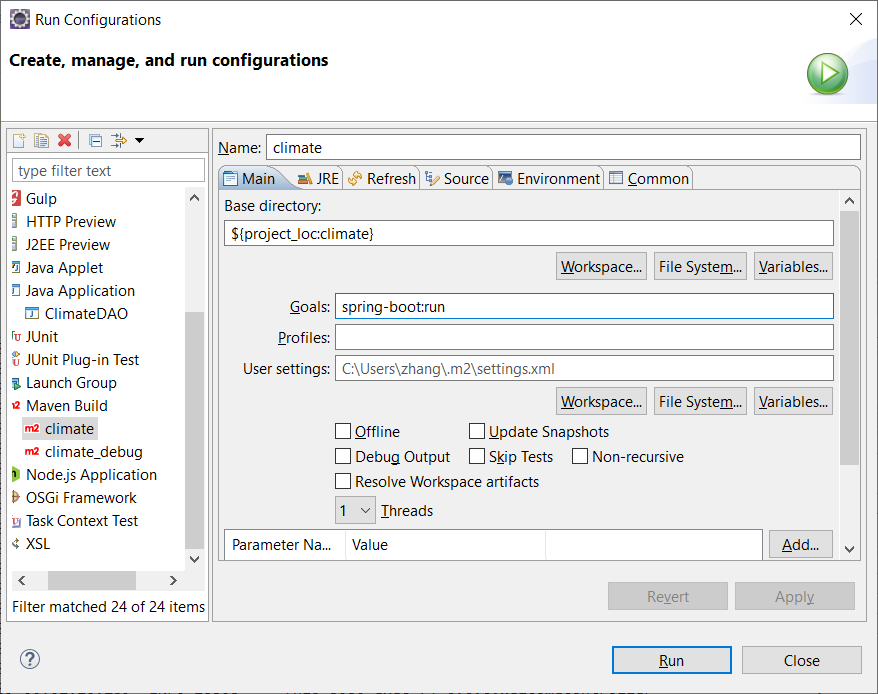 Run Configurations
Create, manage, and run configurations
type filter text
Gulp
HTTP Preview
J2EE Preview
Java Applet
Java Application
ClimateDAO
JUnit
JUnit Plug-in Test
Launch Group
Maven Build
m2 climate
m2 climate_debug
Node.js Application
OSGi Framework
Task Context Test
XSL
Filter matched 24 of 24 items
Name: climate
Main JRE Refresh Source Environment Common
Base directory:
${project_loc:climate}
Workspace... File System... Variables...
Goals: spring-boot:run
Profiles:
User settings: C:\Users\zhang\.m2\settings.xml
Workspace... File System... Variables...
Offline Update Snapshots
Debug Output Skip Tests Non-recursive
Resolve Workspace artifacts
1 Threads
Parameter Na... Value Add...
Revert Apply
Run Close